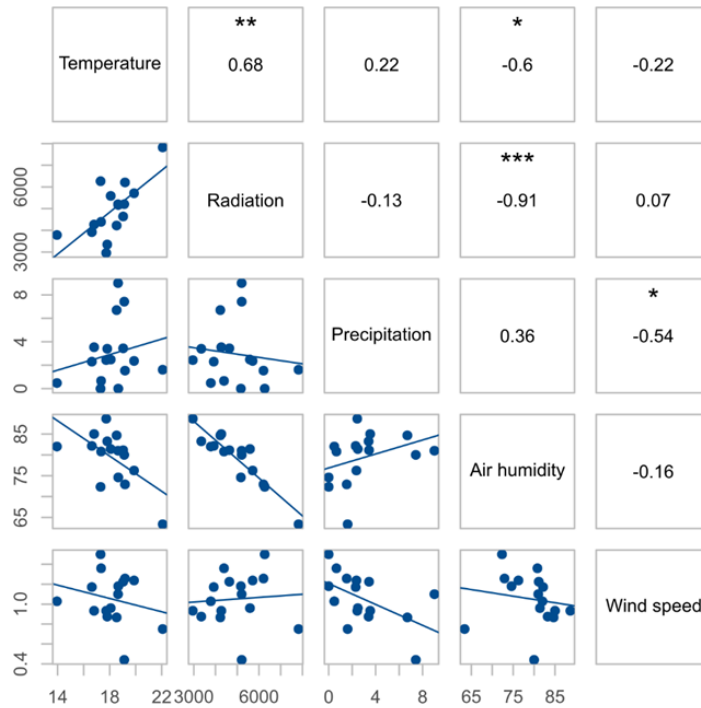 ** *
Temperature 0.68 0.22 -0.6 -0.22
***
6000 Radiation -0.13 -0.91 0.07
3000
*
8
4 Precipitation 0.36 -0.54
0
85
75 Air humidity -0.16
65
1.0 Wind speed
0.4
14 18 22 3000 6000 0 4 8 65 75 85